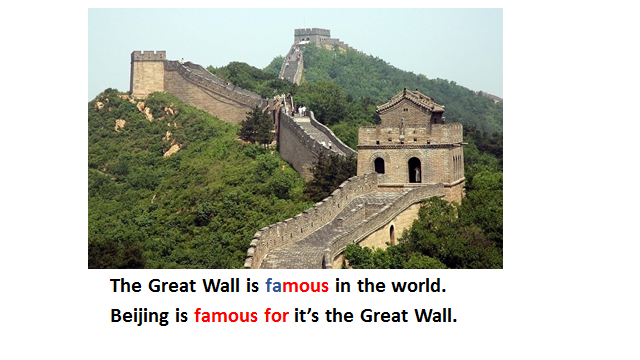 The Great Wall is famous in the world.
Beijing is famous for it’s the Great Wall.